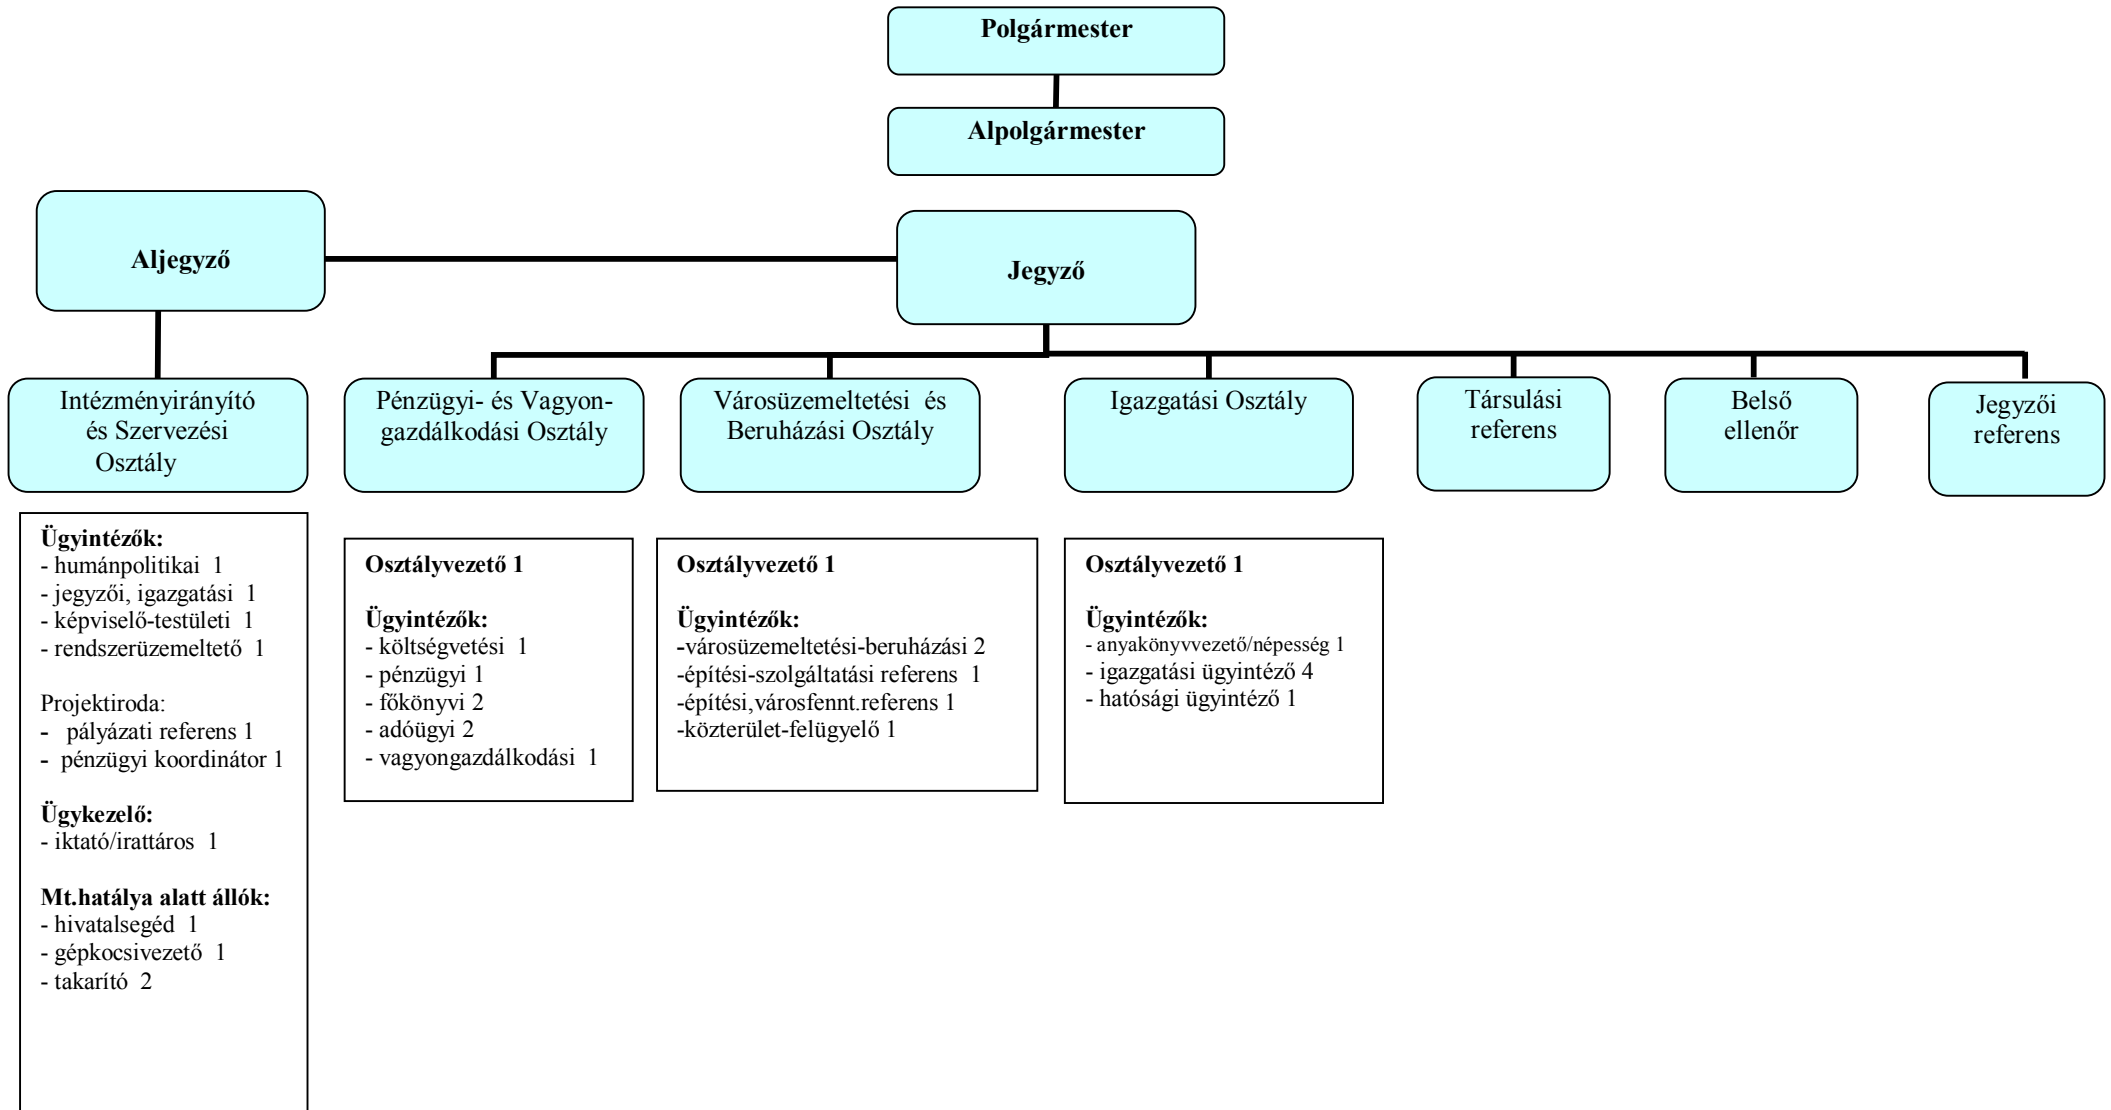 Polgármester
Alpolgármester
Aljegyző
Jegyző
Intézményirányító
és Szervezési
Osztály
Pénzügyi- és Vagyon-
gazdálkodási Osztály
Városüzemeltetési és
Beruházási Osztály
Igazgatási Osztály
Társulási
referens
Belső
ellenőr
Jegyzői
referens
Ügyintézők:
- humánpolitikai 1
- jegyzői, igazgatási 1
- képviselő-testületi 1
- rendszerüzemeltető 1
Projektiroda:
- pályázati referens 1
- pénzügyi koordinátor 1
Ügykezelő:
- iktató/irattáros 1
Mt.hatálya alatt állók:
- hivatalsegéd 1
- gépkocsivezető 1
- takarító 2
Osztályvezető 1
Ügyintézők:
- költségvetési 1
- pénzügyi 1
- főkönyvi 2
- adóügyi 2
- vagyongazdálkodási 1
Osztályvezető 1
Ügyintézők:
-városüzemeltetési-beruházási 2
-építési-szolgáltatási referens 1
-építési,városfennt.referens 1
-közterület-felügyelő 1
Osztályvezető 1
Ügyintézők:
- anyakönyvvezető/népesség 1
- igazgatási ügyintéző 4
- hatósági ügyintéző 1